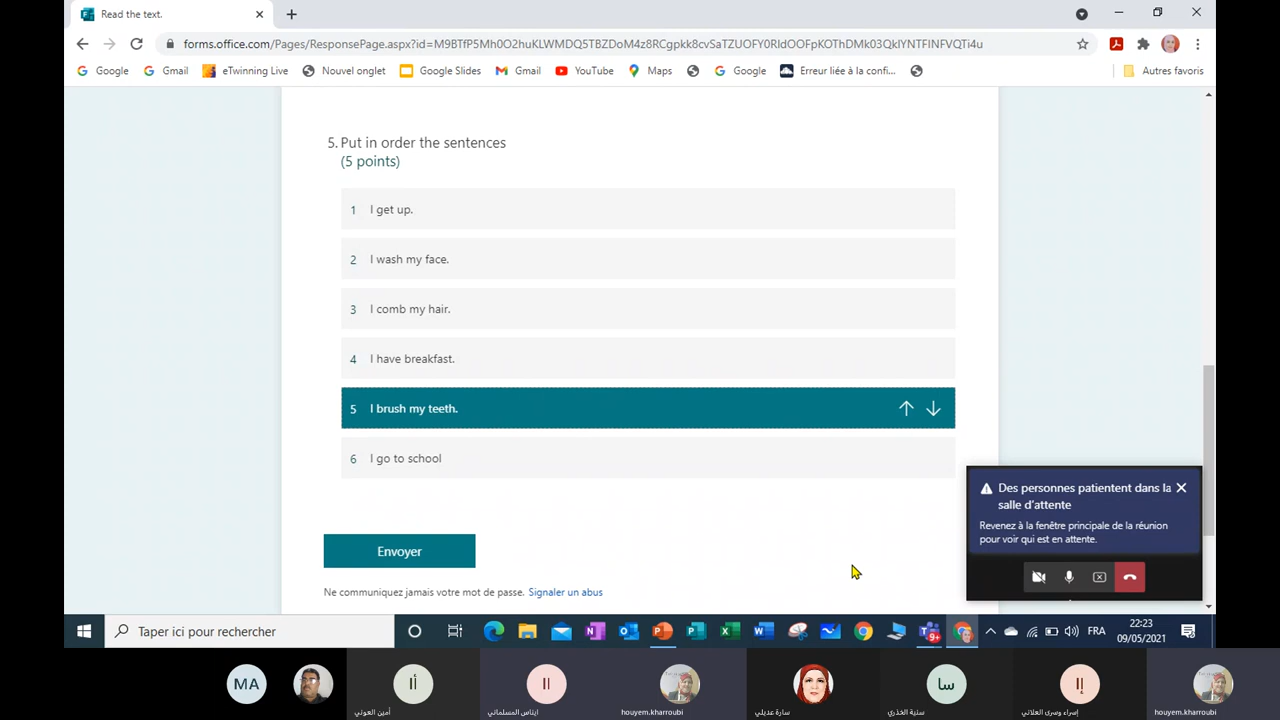 Read the text.
forms.office.com/Pages/ResponsePage.aspx?id=M9BTfP5Mh0O2huKLWMDQ5TBZDoM4z8RCgpkk8cvSaTZUOFY0RldOOFpKOThDMk03QklYNTFINFVQTi4u
Google
Gmail
eTwinning Live
Nouvel onglet
Google Slides
Gmail
YouTube
Maps
Google
Erreur liée à la confi...
Autres favoris
5. Put in order the sentences
(5 points)
1 I get up.
2 I wash my face.
3 I comb my hair.
4 I have breakfast.
5 I brush my teeth.
6 I go to school
Des personnes patientent dans la
salle d'attente
Revenez à la fenêtre principale de la réunion
pour voir qui est en attente.
Envoyer
Ne communiquez jamais votre mot de passe. Signaler un abus
Taper ici pour rechercher
9+
FRA
22:23
09/05/2021
MA
أا
اا
سا
إإ
أمين العوني
ايناس المسلماني
houyem.kharroubi
سارة عديلي
سنية الخذري
إسراء وسرى العلاني
houyem.kharroubi